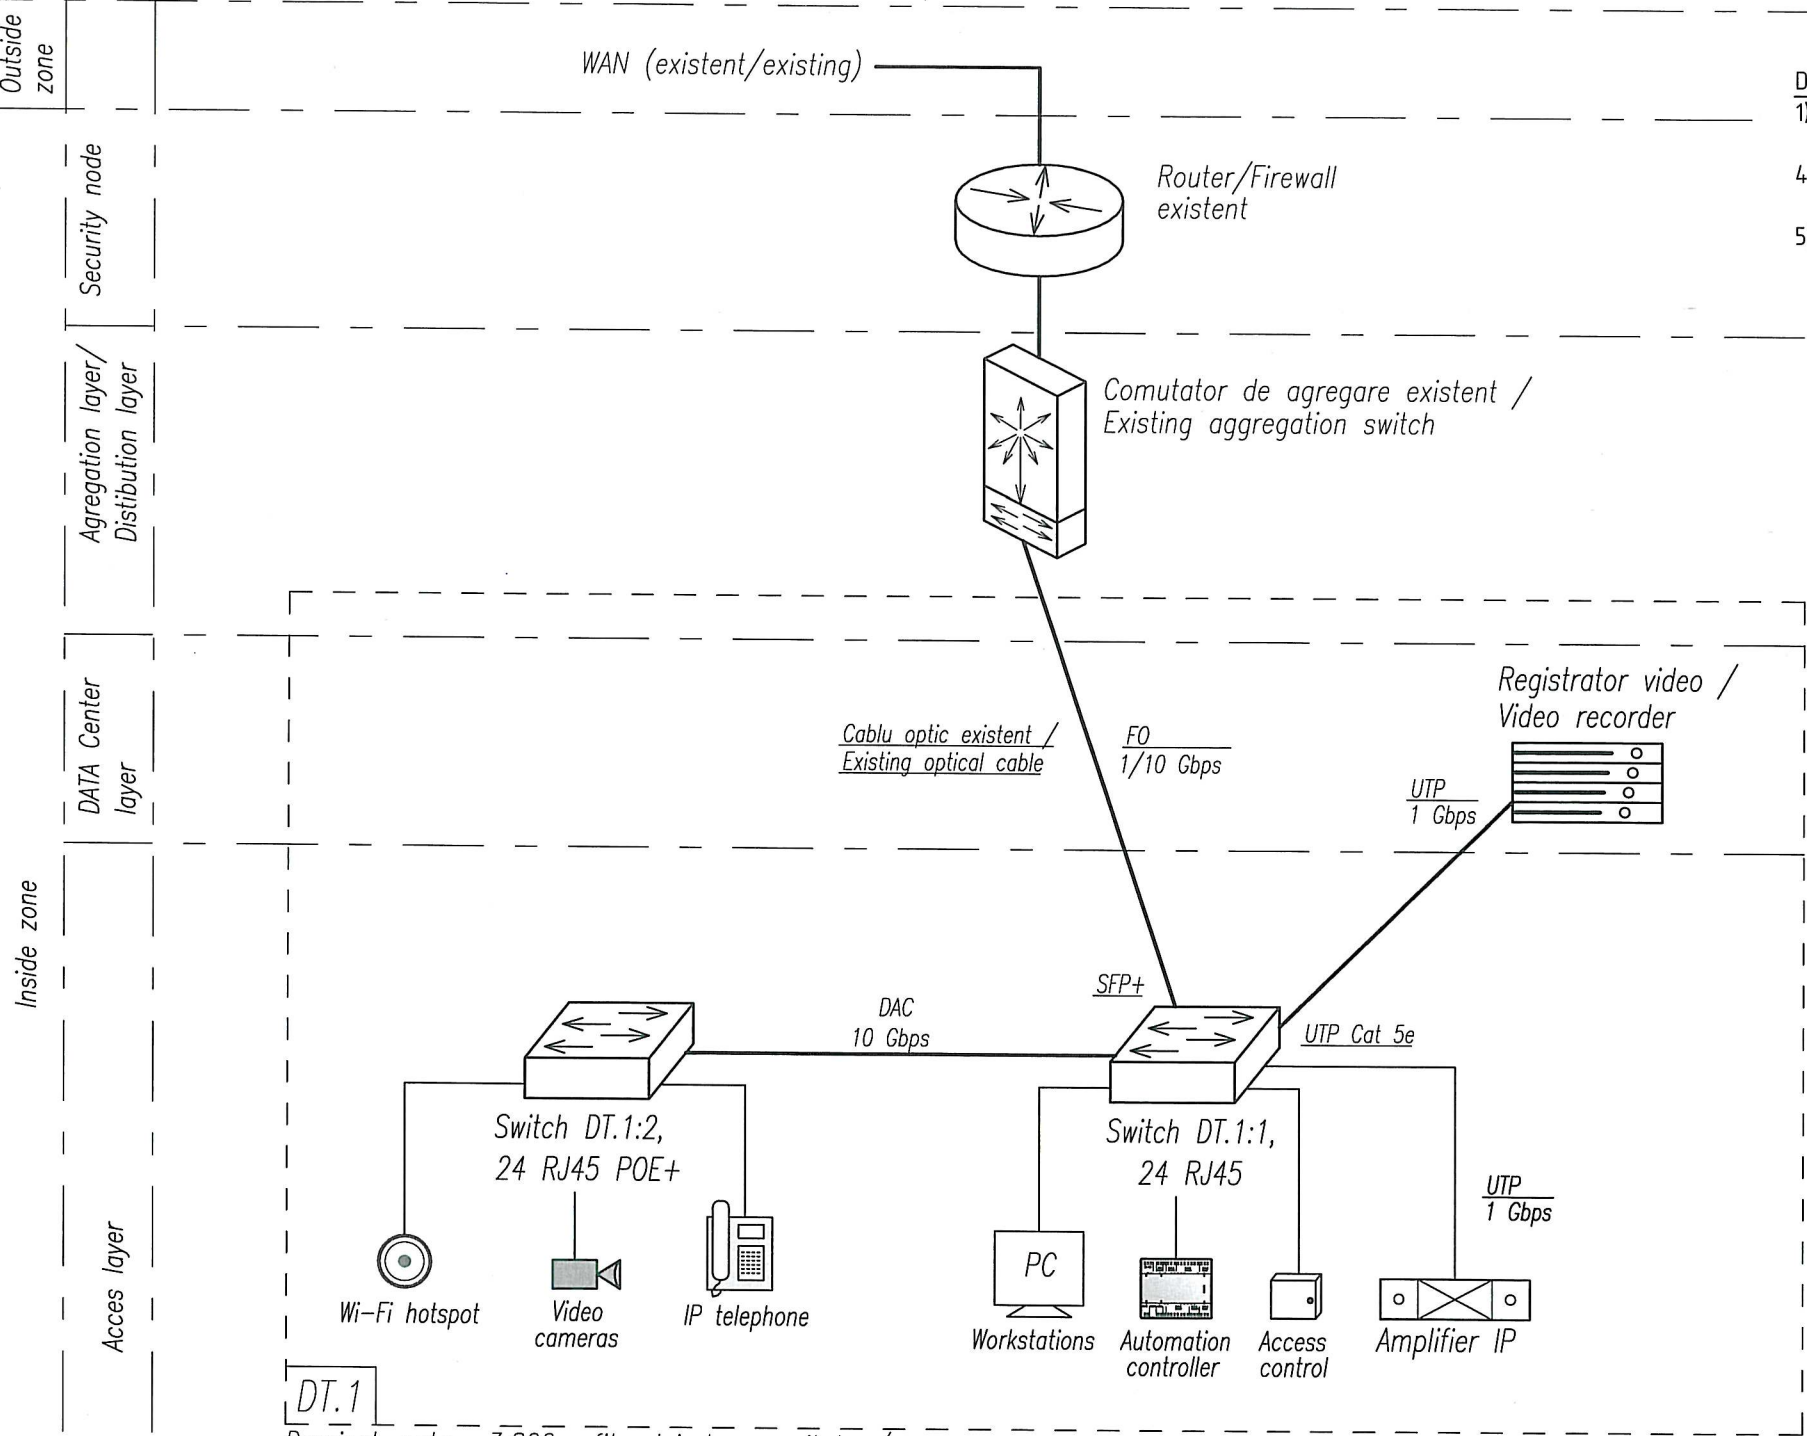 Outside
zone
WAN (existent/existing)
D
1)
4
5
Security node
Router/Firewall
existent
Agregation layer/
Distibution layer
Comutator de agregare existent /
Existing aggregation switch
DATA Center
layer
Registrator video /
Video recorder
Cablu optic existent /
Existing optical cable
FO
1/10 Gbps
UTP
1 Gbps
Inside zone
SFP+
DAC
10 Gbps
UTP Cat 5e
Switch DT.1:2,
24 RJ45 POE+
Switch DT.1:1,
24 RJ45
UTP
1 Gbps
Acces layer
PC
Wi-Fi hotspot
Video
cameras
IP telephone
Workstations
Automation
controller
Access
control
Amplifier IP
DT.1